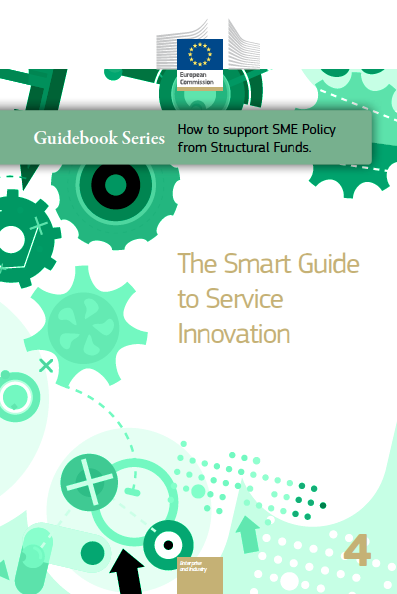 European
Commission
Guidebook Series
How to support SME Policy
from Structural Funds.
The Smart Guide
to Service
Innovation
4
Enterprise
and Industry